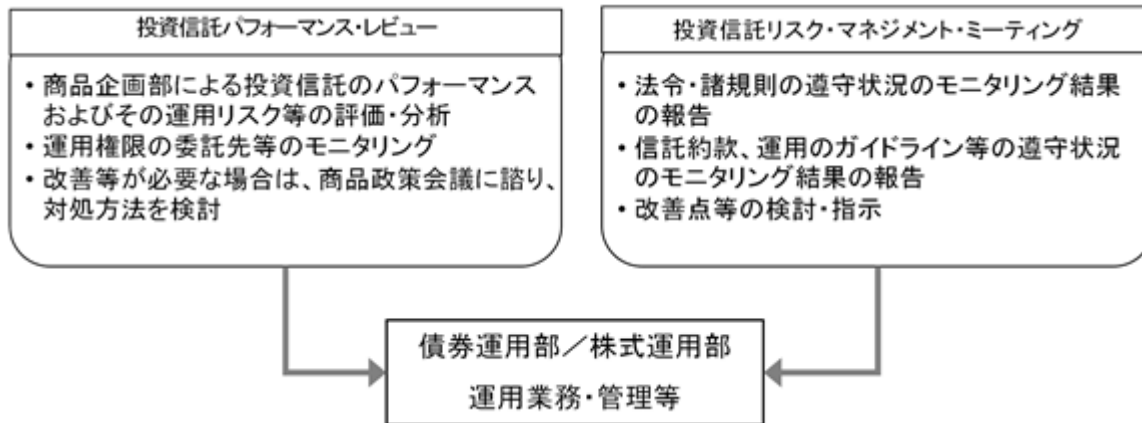 投資信託パフォーマンス・レビュー
・商品企画部による投資信託のパフォーマンス
およびその運用リスク等の評価・分析
・運用権限の委託先等のモニタリング
・改善等が必要な場合は、商品政策会議に諮り、
対処方法を検討
投資信託リスク・マネジメント・ミーティング
・法令・諸規則の遵守状況のモニタリング結果
の報告
・信託約款、運用のガイドライン等の遵守状況
のモニタリング結果の報告
・改善点等の検討・指示
債券運用部／株式運用部
運用業務・管理等